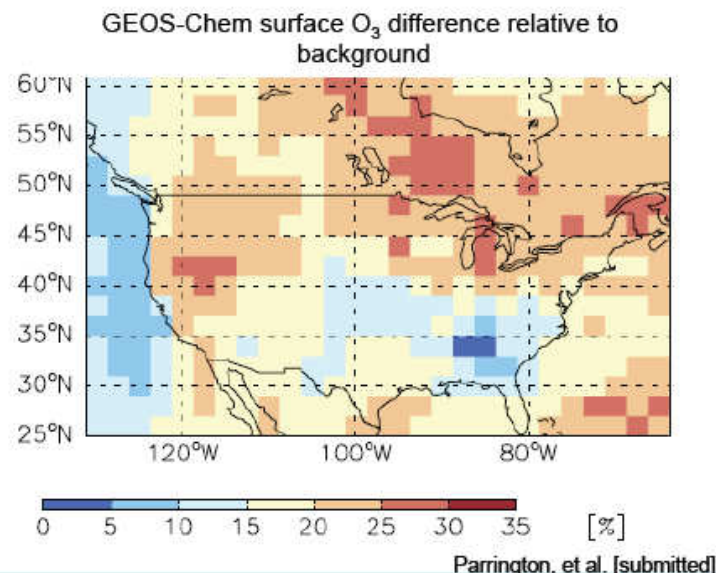 GEOS-Chem surface O₃ difference relative to
background
60°N
55°N
50°N
45°N
40°N
35°N
30°N
25°N
120°W 100°W 80°W
0 5 10 15 20 25 30 35 [%]
Parrington, et al. [submitted]